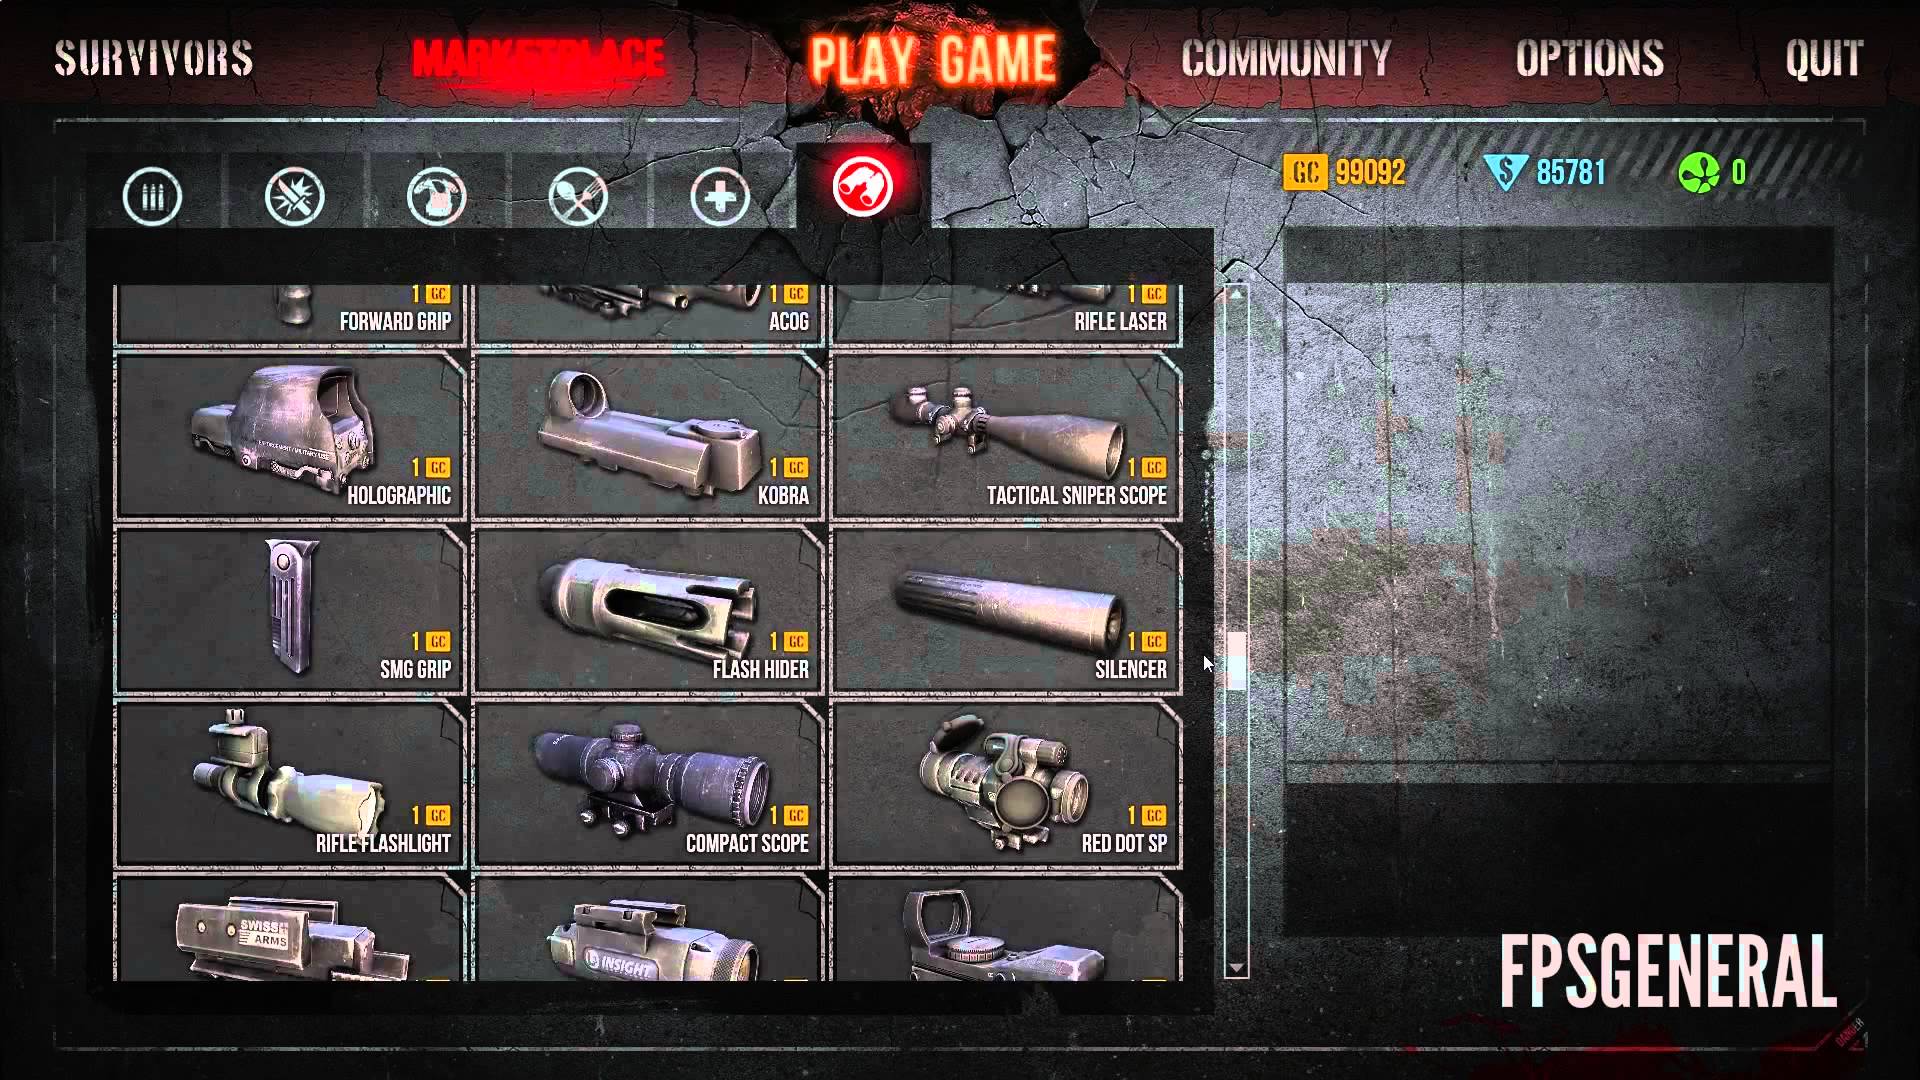 SURVIVORS
MARKETPLACE
PLAY GAME
COMMUNITY
OPTIONS
QUIT
GC 99092
$ 85781
0
1 GC
FORWARD GRIP
1 GC
ACOG
1 GC
RIFLE LASER
1 GC
HOLOGRAPHIC
1 GC
KOBRA
1 GC
TACTICAL SNIPER SCOPE
1 GC
SMG GRIP
1 GC
FLASH HIDER
1 GC
SILENCER
1 GC
RIFLE FLASHLIGHT
1 GC
COMPACT SCOPE
1 GC
RED DOT SP
SWISS+
ARMS
INSIGHT
FPSGENERAL
DANGER